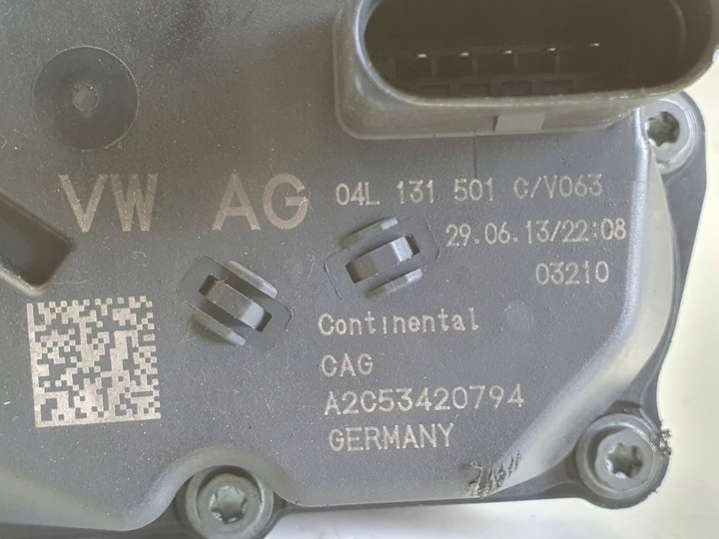 VW AG 04L 131 501 C/V063
29.06.13/22:08
03210
Continental
CAG
A2C53420794
GERMANY